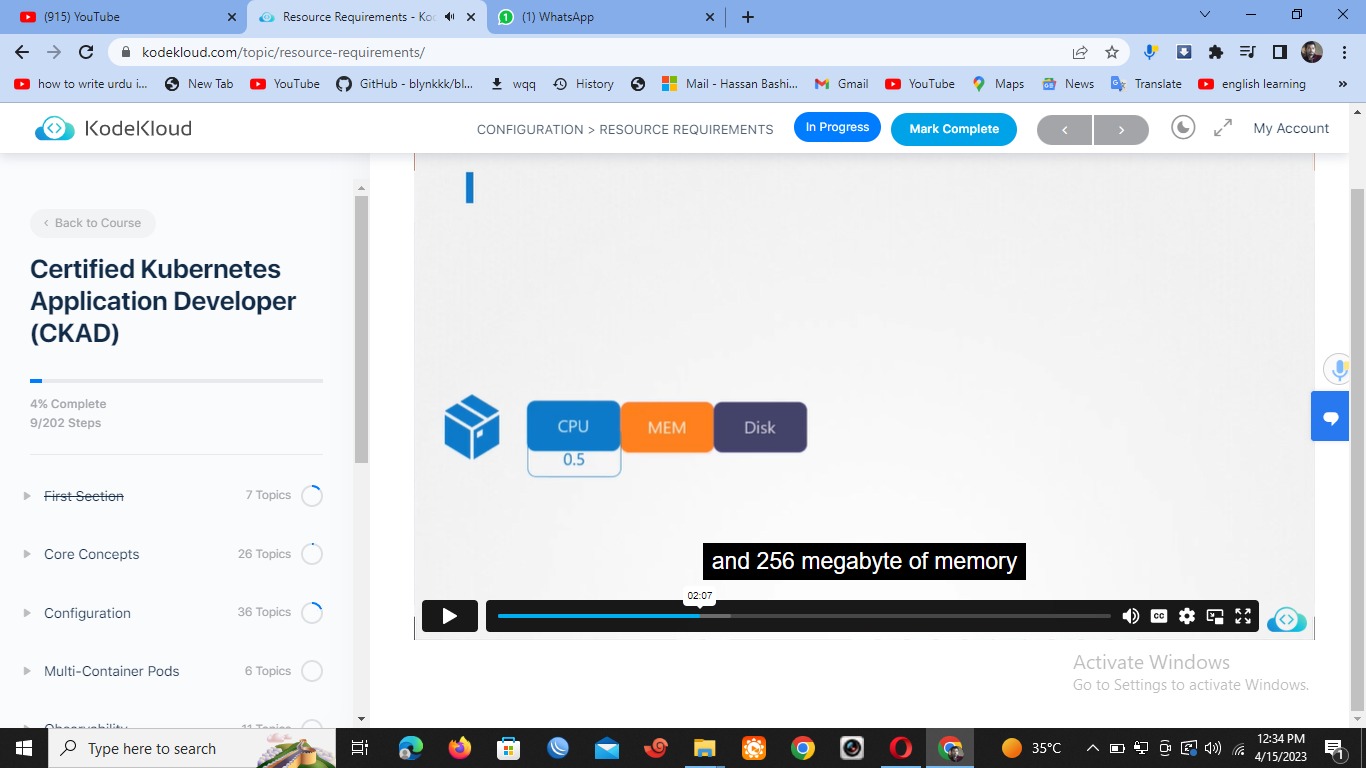 (915) YouTube
Resource Requirements - Ko
(1) WhatsApp
kodekloud.com/topic/resource-requirements/
how to write urdu i...
New Tab
YouTube
GitHub - blynkkk/bl...
wqq
History
Mail - Hassan Bashi...
Gmail
YouTube
Maps
News
Translate
english learning
»
KodeKloud
CONFIGURATION > RESOURCE REQUIREMENTS
In Progress
Mark Complete
My Account
Back to Course
Certified Kubernetes
Application Developer
(CKAD)
4% Complete
9/202 Steps
First Section 7 Topics
Core Concepts 26 Topics
Configuration 36 Topics
Multi-Container Pods 6 Topics
Observability 11 Topics
CPU MEM Disk
0.5
and 256 megabyte of memory
02:07
CC
Activate Windows
Go to Settings to activate Windows.
Type here to search
35°C
12:34 PM
4/15/2023
1